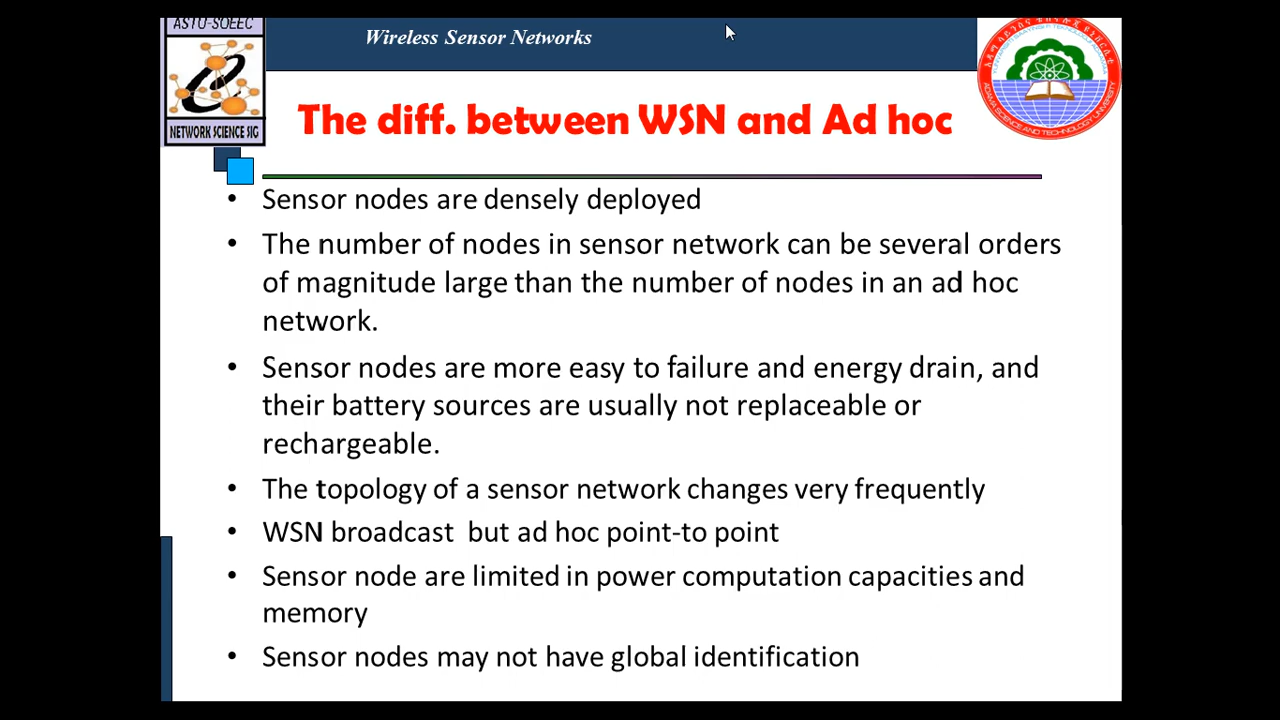 ASTU-SOEEC
Wireless Sensor Networks
NETWORK SCIENCE SIG
The diff. between WSN and Ad hoc
• Sensor nodes are densely deployed
• The number of nodes in sensor network can be several orders
of magnitude large than the number of nodes in an ad hoc
network.
• Sensor nodes are more easy to failure and energy drain, and
their battery sources are usually not replaceable or
rechargeable.
• The topology of a sensor network changes very frequently
• WSN broadcast but ad hoc point-to point
• Sensor node are limited in power computation capacities and
memory
• Sensor nodes may not have global identification
ADAMA SCIENCE AND TECHNOLOGY UNIVERSITY